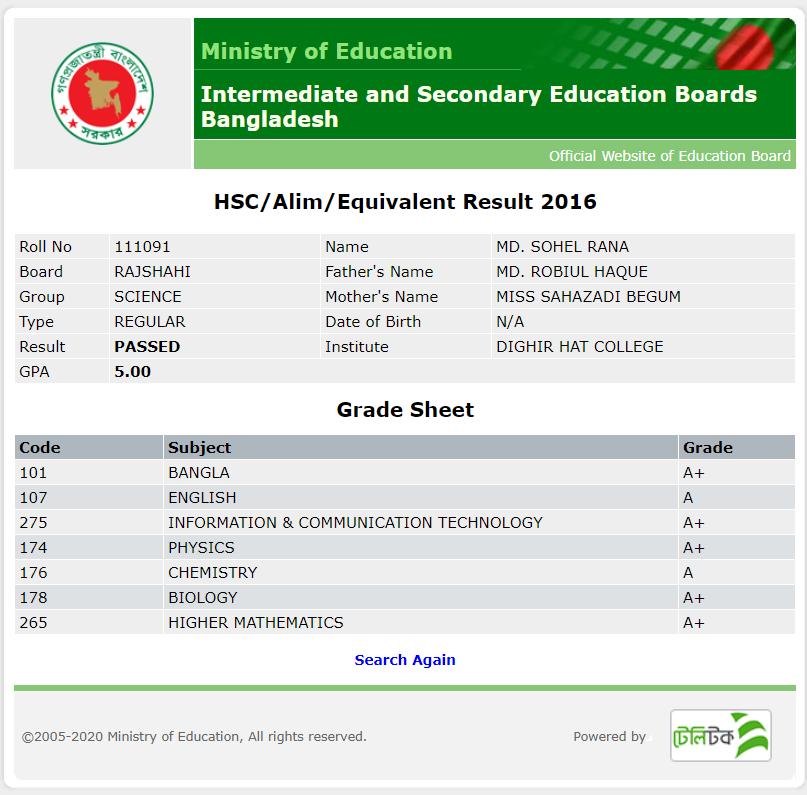 গণপ্রজাতন্ত্রী বাংলাদেশ
সরকার
Ministry of Education
Intermediate and Secondary Education Boards
Bangladesh
Official Website of Education Board
HSC/Alim/Equivalent Result 2016
Roll No 111091 Name MD. SOHEL RANA
Board RAJSHAHI Father's Name MD. ROBIUL HAQUE
Group SCIENCE Mother's Name MISS SAHAZADI BEGUM
Type REGULAR Date of Birth N/A
Result PASSED Institute DIGHIR HAT COLLEGE
GPA 5.00
Grade Sheet
Code Subject Grade
101 BANGLA A+
107 ENGLISH A
275 INFORMATION & COMMUNICATION TECHNOLOGY A+
174 PHYSICS A+
176 CHEMISTRY A
178 BIOLOGY A+
265 HIGHER MATHEMATICS A+
Search Again
©2005-2020 Ministry of Education, All rights reserved. Powered by টেলিটক